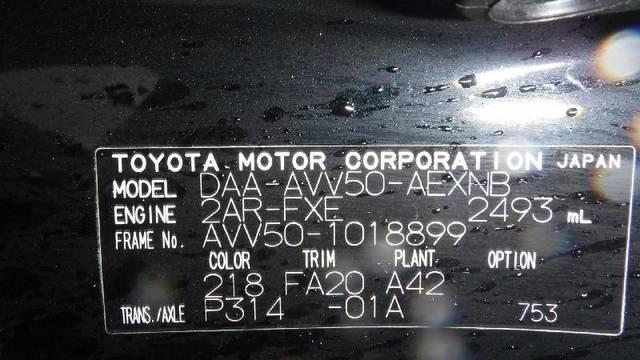 TOYOTA MOTOR CORPORATION JAPAN
MODEL DAA-AVV50-AEXNB
ENGINE 2AR-FXE 2493 mL
FRAME No. AVV50-1018899
COLOR TRIM PLANT OPTION
218 FA20 A42
TRANS./AXLE P314 -01A 753